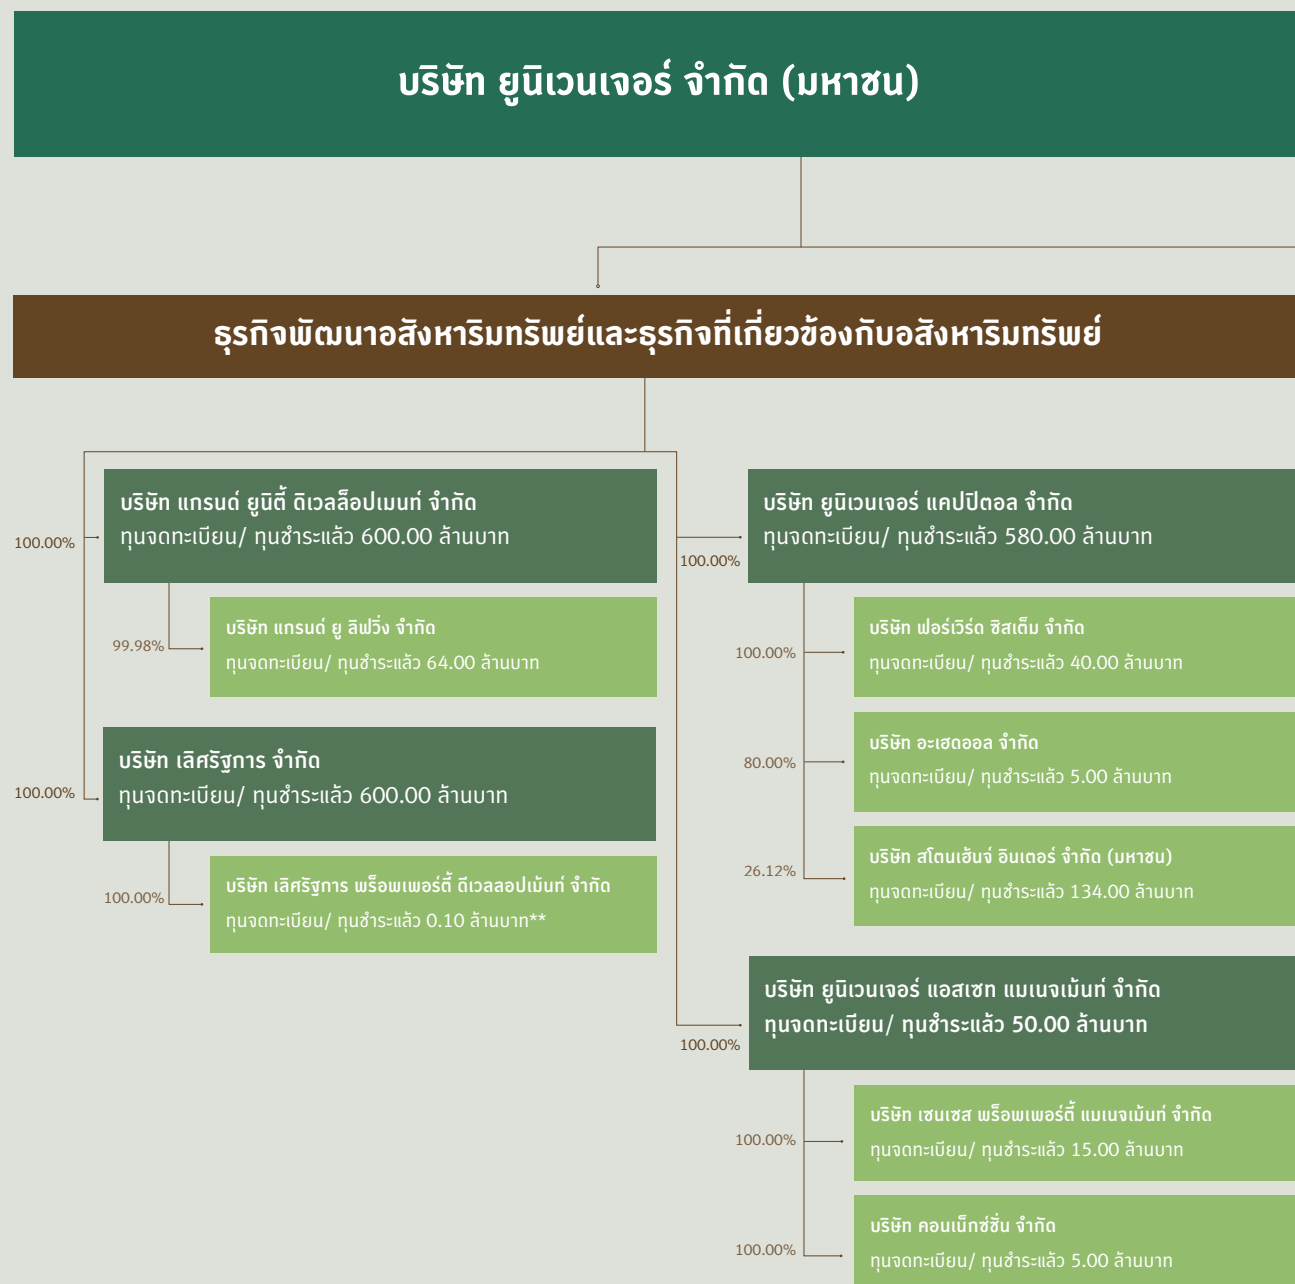 บริษัท ยูนิเวนเจอร์ จำกัด (มหาชน)
ธุรกิจพัฒนาอสังหาริมทรัพย์และธุรกิจที่เกี่ยวข้องกับอสังหาริมทรัพย์
100.00%
บริษัท แกรนด์ ยูนิตี้ ดิเวลล็อปเมนท์ จำกัด
ทุนจดทะเบียน/ ทุนชำระแล้ว 600.00 ล้านบาท
99.98%
บริษัท แกรนด์ ยู ลิฟวิ่ง จำกัด
ทุนจดทะเบียน/ ทุนชำระแล้ว 64.00 ล้านบาท
100.00%
บริษัท เลิศรัฐการ จำกัด
ทุนจดทะเบียน/ ทุนชำระแล้ว 600.00 ล้านบาท
100.00%
บริษัท เลิศรัฐการ พร็อพเพอร์ตี้ ดีเวลลอปเม้นท์ จำกัด
ทุนจดทะเบียน/ ทุนชำระแล้ว 0.10 ล้านบาท**
100.00%
บริษัท ยูนิเวนเจอร์ แคปปิตอล จำกัด
ทุนจดทะเบียน/ ทุนชำระแล้ว 580.00 ล้านบาท
100.00%
บริษัท ฟอร์เวิร์ด ซิสเต็ม จำกัด
ทุนจดทะเบียน/ ทุนชำระแล้ว 40.00 ล้านบาท
80.00%
บริษัท อะเฮดออล จำกัด
ทุนจดทะเบียน/ ทุนชำระแล้ว 5.00 ล้านบาท
26.12%
บริษัท สโตนเฮ้นจ์ อินเตอร์ จำกัด (มหาชน)
ทุนจดทะเบียน/ ทุนชำระแล้ว 134.00 ล้านบาท
100.00%
บริษัท ยูนิเวนเจอร์ แอสเซท แมเนจเม้นท์ จำกัด
ทุนจดทะเบียน/ ทุนชำระแล้ว 50.00 ล้านบาท
100.00%
บริษัท เซนเซส พร็อพเพอร์ตี้ แมเนจเม้นท์ จำกัด
ทุนจดทะเบียน/ ทุนชำระแล้ว 15.00 ล้านบาท
100.00%
บริษัท คอนเน็กซ์ชั่น จำกัด
ทุนจดทะเบียน/ ทุนชำระแล้ว 5.00 ล้านบาท